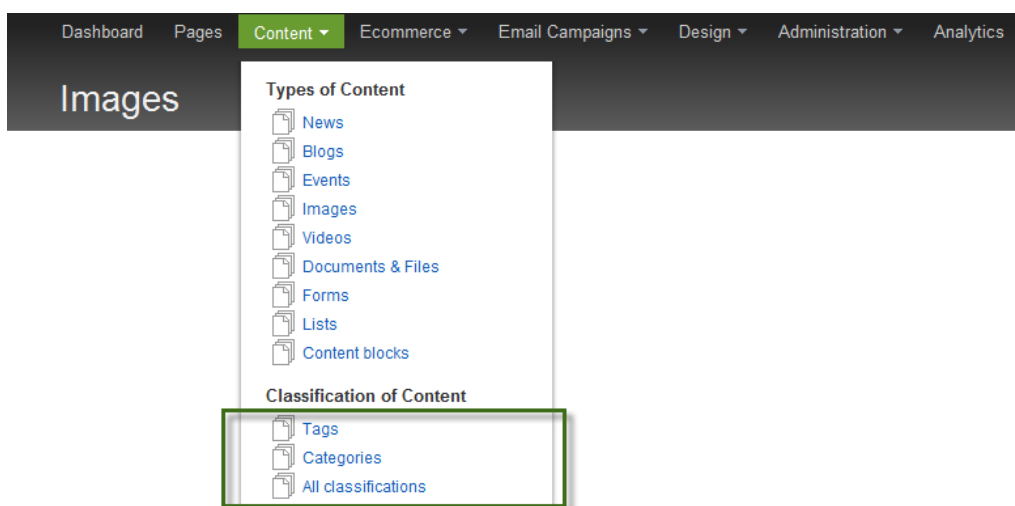 Dashboard Pages Content Ecommerce Email Campaigns Design Administration Analytics
Images
Types of Content
News
Blogs
Events
Images
Videos
Documents & Files
Forms
Lists
Content blocks
Classification of Content
Tags
Categories
All classifications